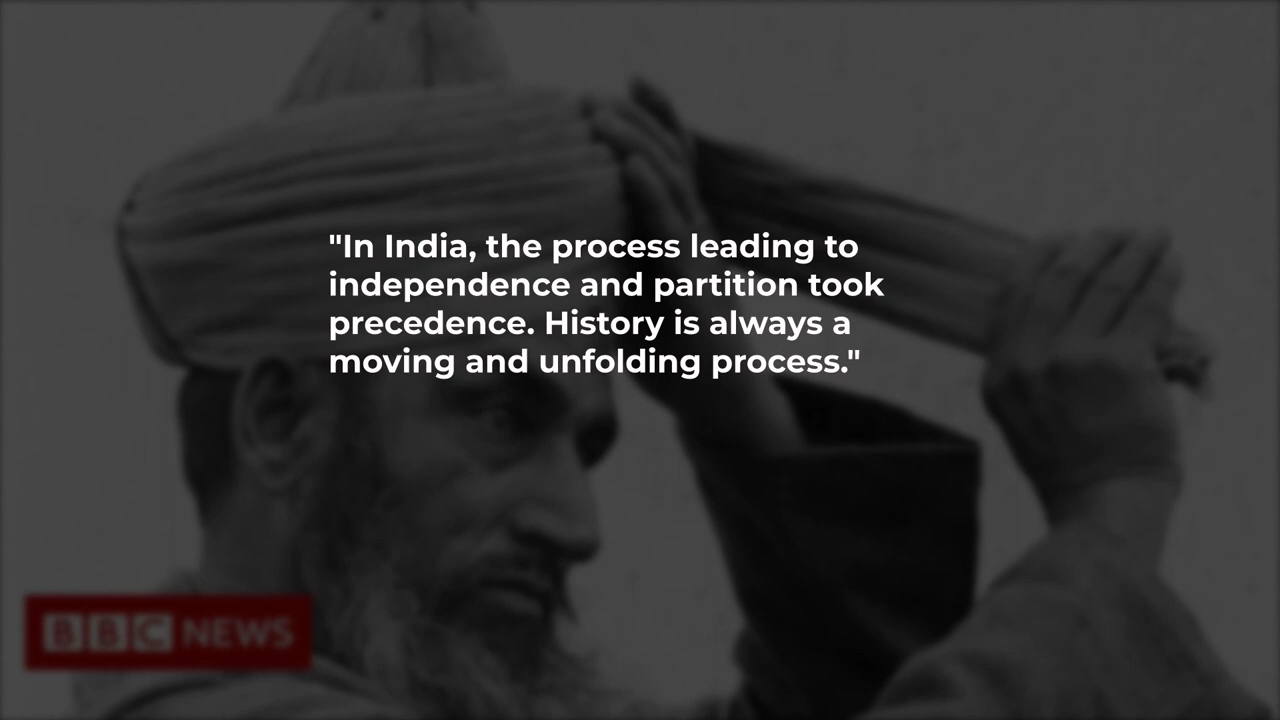 "In India, the process leading to
independence and partition took
precedence. History is always a
moving and unfolding process."
BBC NEWS